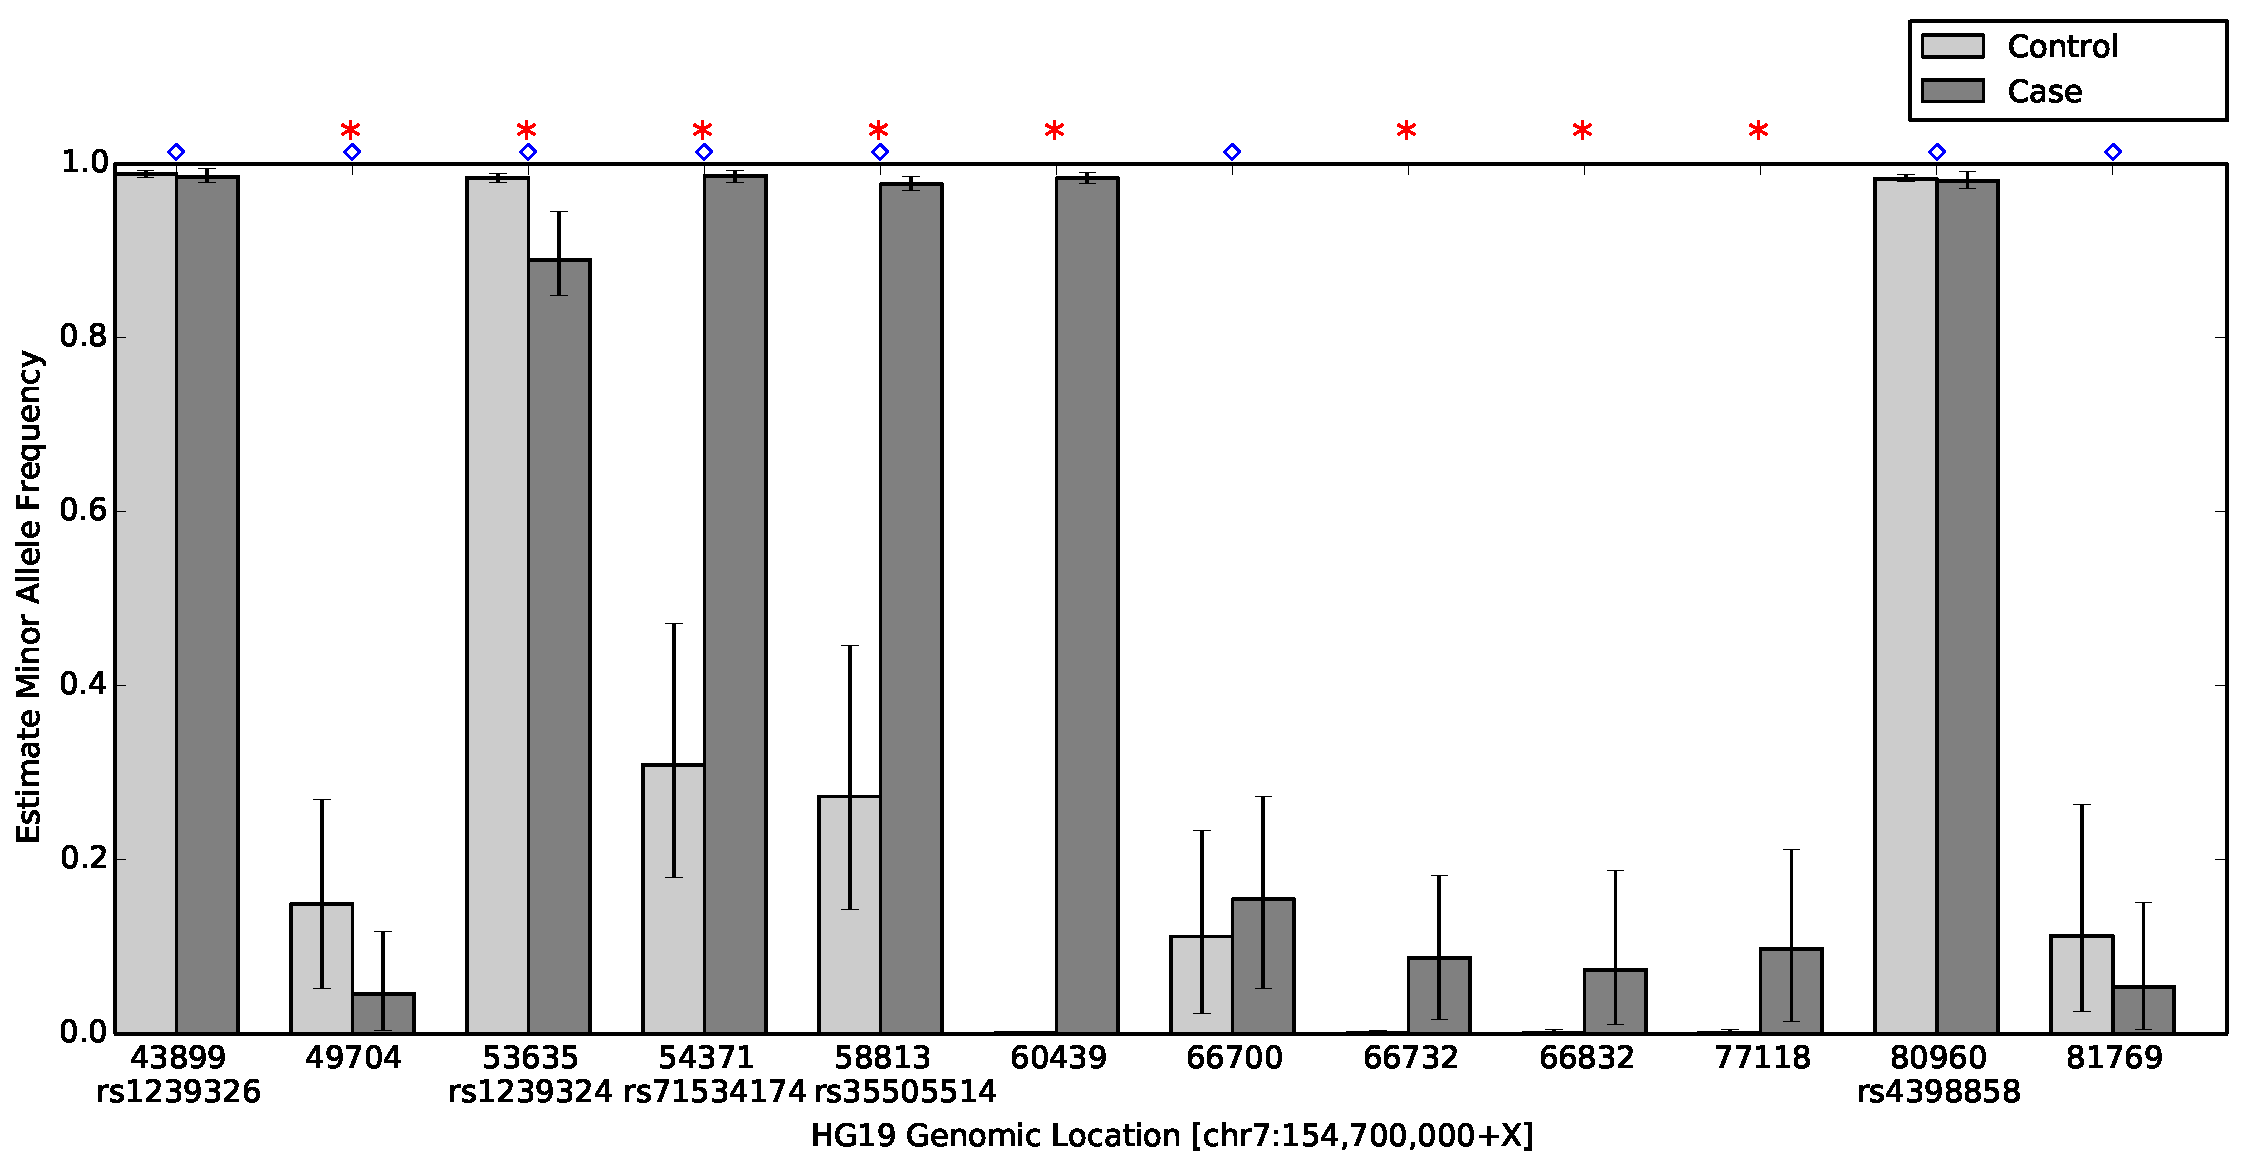 Control
Case
* * * * * * * *
1.0
0.8
0.6
0.4
0.2
0.0
Estimate Minor Allele Frequency
43899 49704 53635 54371 58813 60439 66700 66732 66832 77118 80960 81769
rs1239326 rs1239324 rs71534174 rs35505514 rs4398858
HG19 Genomic Location [chr7:154,700,000+X]